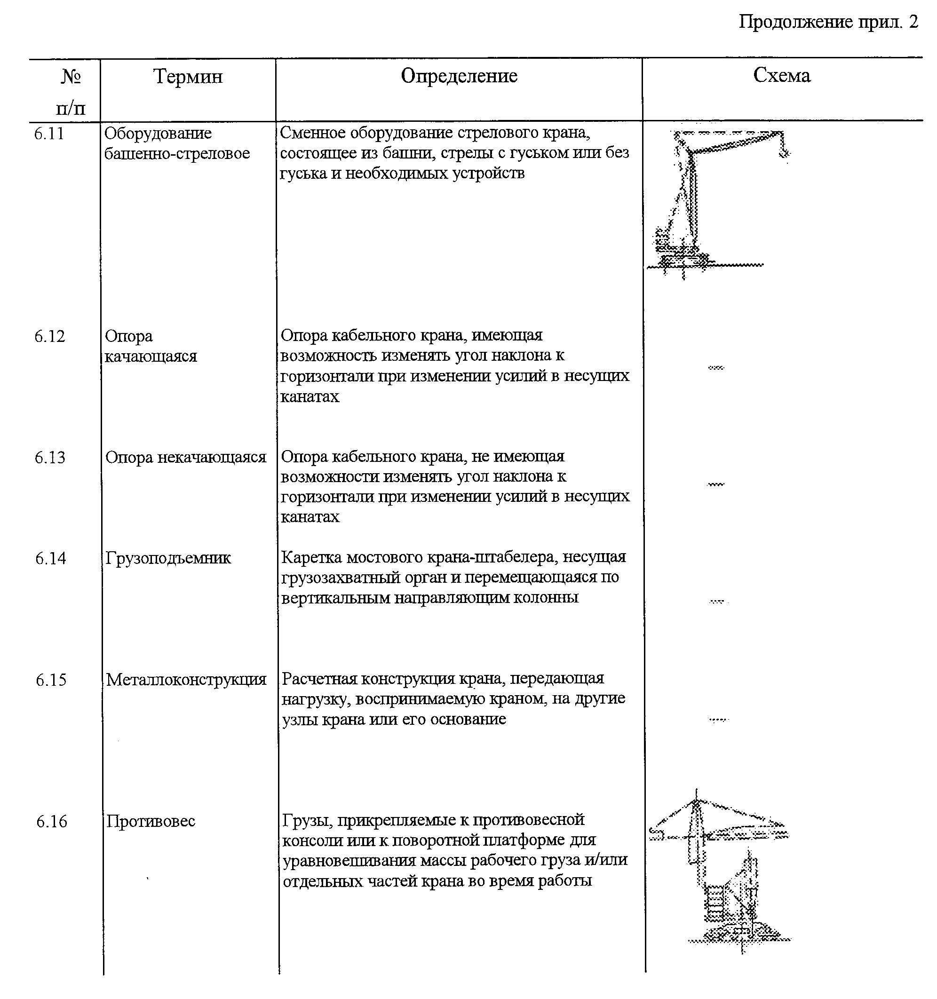 Продолжение прил. 2
№ Термин Определение Схема
п/п
6.11 Оборудование Сменное оборудование стрелового крана,
башенно-стреловое состоящее из башни, стрелы с гуськом или без
гуська и необходимых устройств
6.12 Опора Опора кабельного крана, имеющая
качающаяся возможность изменять угол наклона к
горизонтали при изменении усилий в несущих
канатах
6.13 Опора некачающаяся Опора кабельного крана, не имеющая
возможности изменять угол наклона к
горизонтали при изменении усилий в несущих
канатах
6.14 Грузоподъемник Каретка мостового крана-штабелера, несущая
грузозахватный орган и перемещающаяся по
вертикальным направляющим колонны
6.15 Металлоконструкция Расчетная конструкция крана, передающая
нагрузку, воспринимаемую краном, на другие
узлы крана или его основание
6.16 Противовес Грузы, прикрепляемые к противовесной
консоли или к поворотной платформе для
уравновешивания массы рабочего груза и/или
отдельных частей крана во время работы